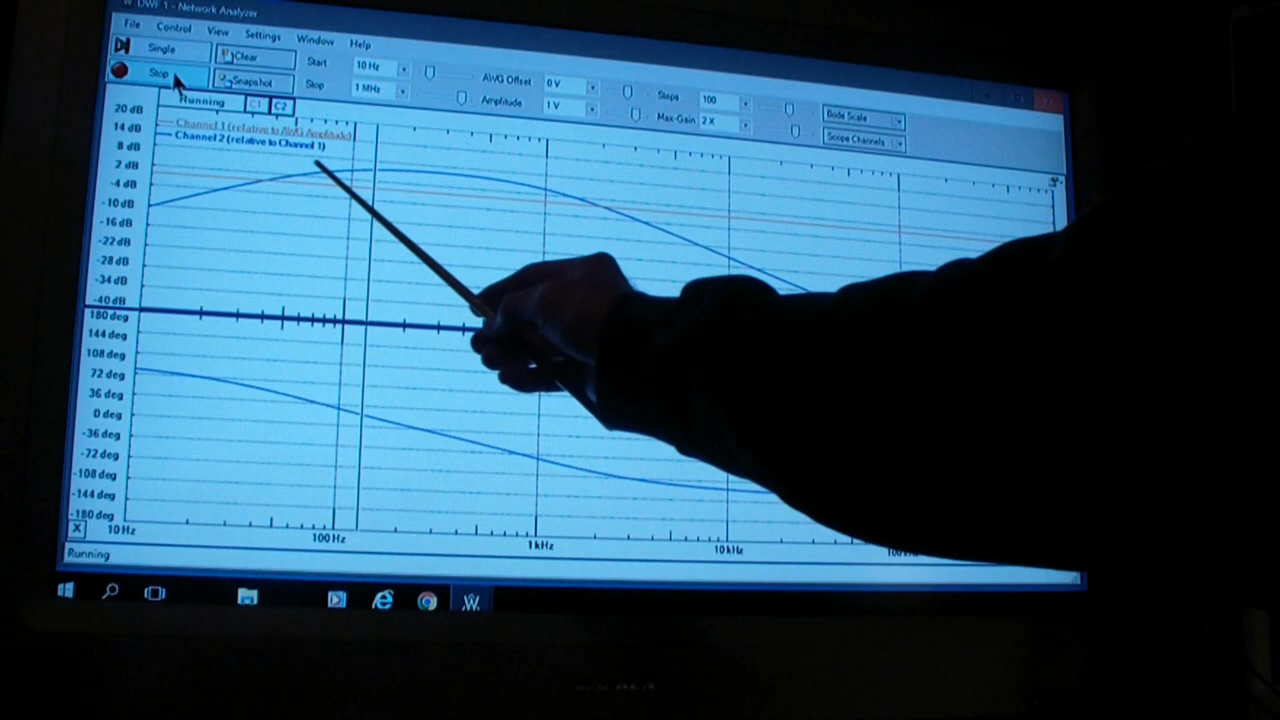 W DWF 1 - Network Analyzer
File Control View Settings Window Help
Single Clear Start 10 Hz AWG Offset 0 V Steps 100 Bode Scale
Stop Snapshot Stop 1 MHz Amplitude 1 V Max-Gain 2 X Scope Channels
Running C1 C2
Channel 1 (relative to AWG Amplitude)
Channel 2 (relative to Channel 1)
20 dB
14 dB
8 dB
2 dB
-4 dB
-10 dB
-16 dB
-22 dB
-28 dB
-34 dB
-40 dB
180 deg
144 deg
108 deg
72 deg
36 deg
0 deg
-36 deg
-72 deg
-108 deg
-144 deg
-180 deg
X 10 Hz 100 Hz 1 kHz 10 kHz
Running